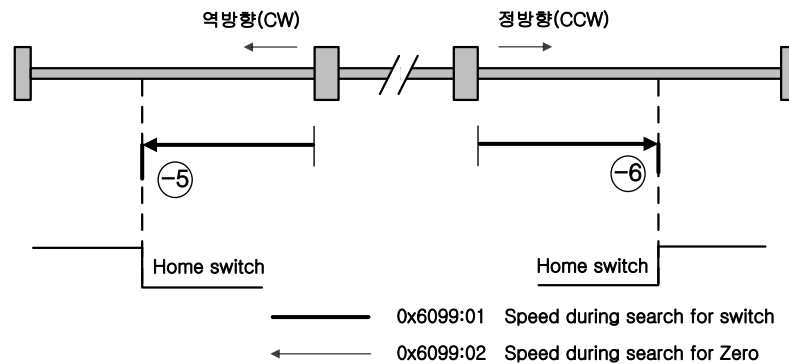 역방향(CW)
정방향(CCW)
-5
-6
Home switch
Home switch
0x6099:01 Speed during search for switch
0x6099:02 Speed during search for Zero